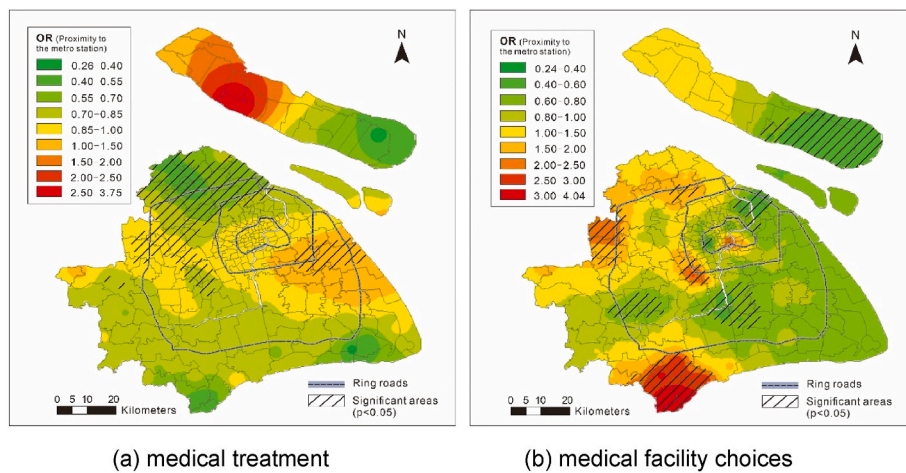 OR (Proximity to
the metro station)
0.26-0.40
0.40 0.55
0.55 0.70
0.70-0.85
0.85-1.00
1.00-1.50
1.50 2.00
2.00-2.50
2.50 3.75
N
Ring roads
Significant areas
(p<0.05)
0 5 10 20
Kilometers
(a) medical treatment
OR (Proximity to
the metro station)
0.24-0.40
0.40-0.60
0.60-0.80
0.80-1.00
1.00-1.50
1.50 2.00
2.00-2.50
2.50 3.00
3.00 4.04
N
Ring roads
Significant areas
(p<0.05)
0 5 10 20
Kilometers
(b) medical facility choices